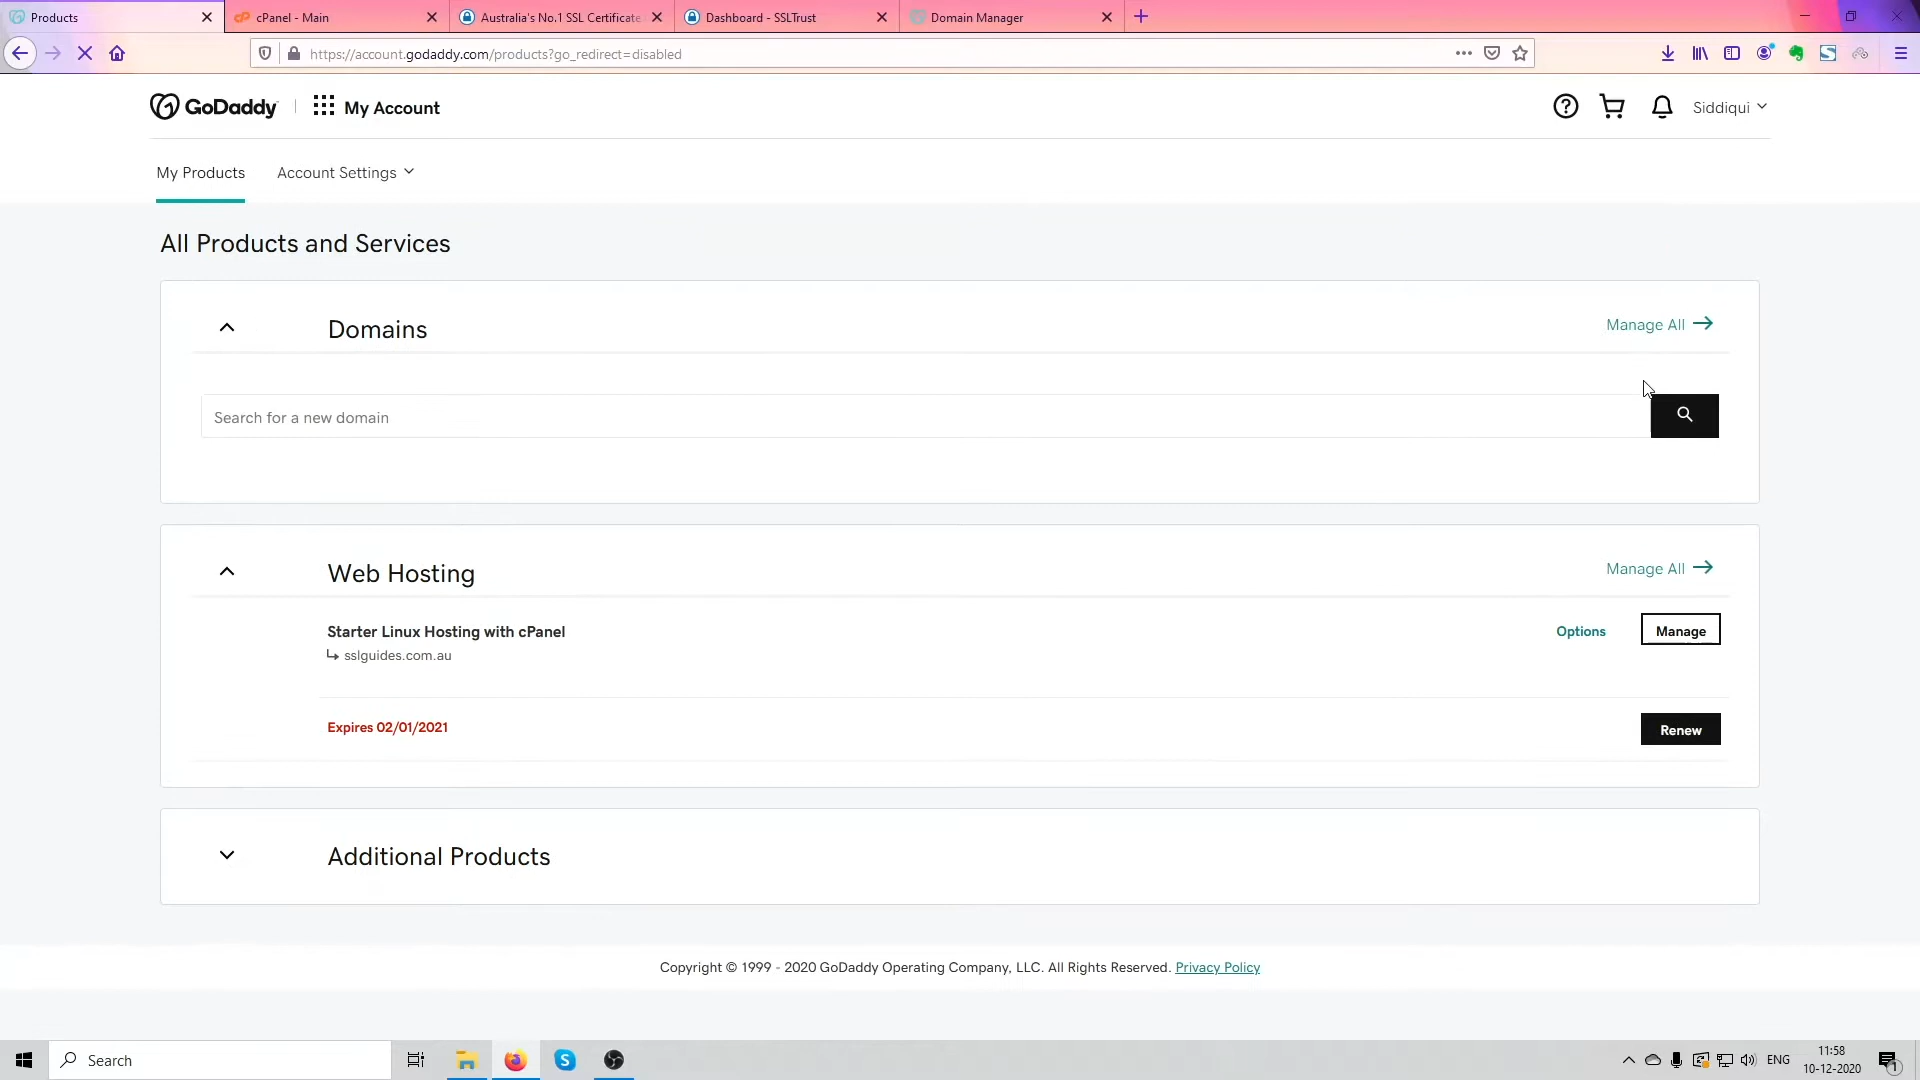 Products
cPanel - Main
Australia's No.1 SSL Certificate
Dashboard - SSLTrust
Domain Manager
https://account.godaddy.com/products?go_redirect=disabled
GoDaddy
My Account
Siddiqui
My Products
Account Settings
All Products and Services
Domains
Manage All
Search for a new domain
Web Hosting
Manage All
Starter Linux Hosting with cPanel
Options
Manage
sslguides.com.au
Expires 02/01/2021
Renew
Additional Products
Copyright © 1999 - 2020 GoDaddy Operating Company, LLC. All Rights Reserved. Privacy Policy
Search
ENG
11:58
10-12-2020
1